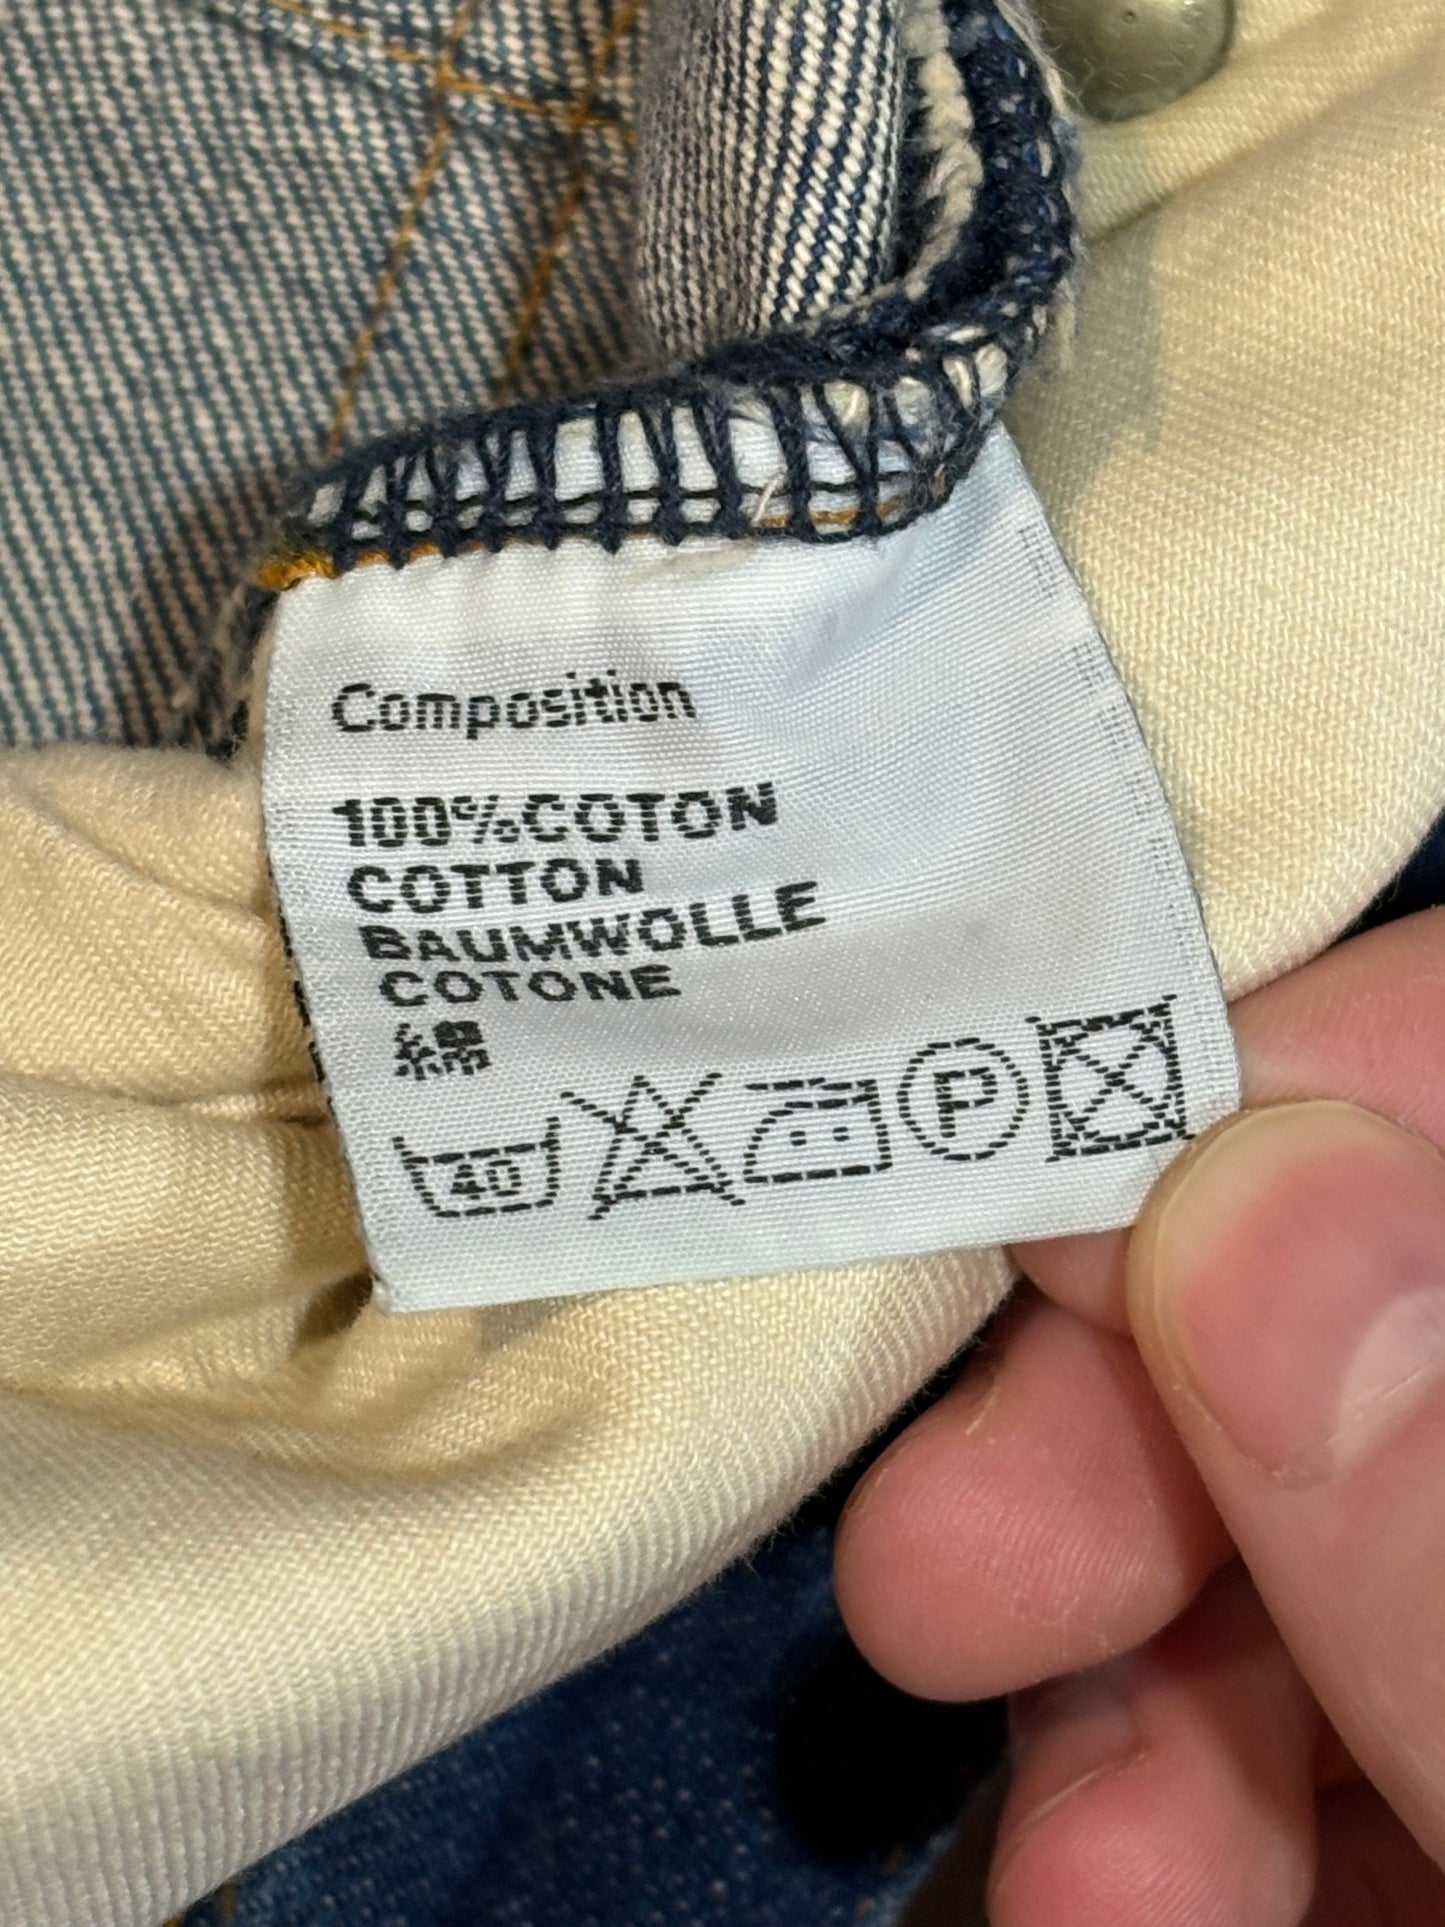 Composition
100%COTON
COTTON
BAUMWOLLE
COTONE
綿
40 P